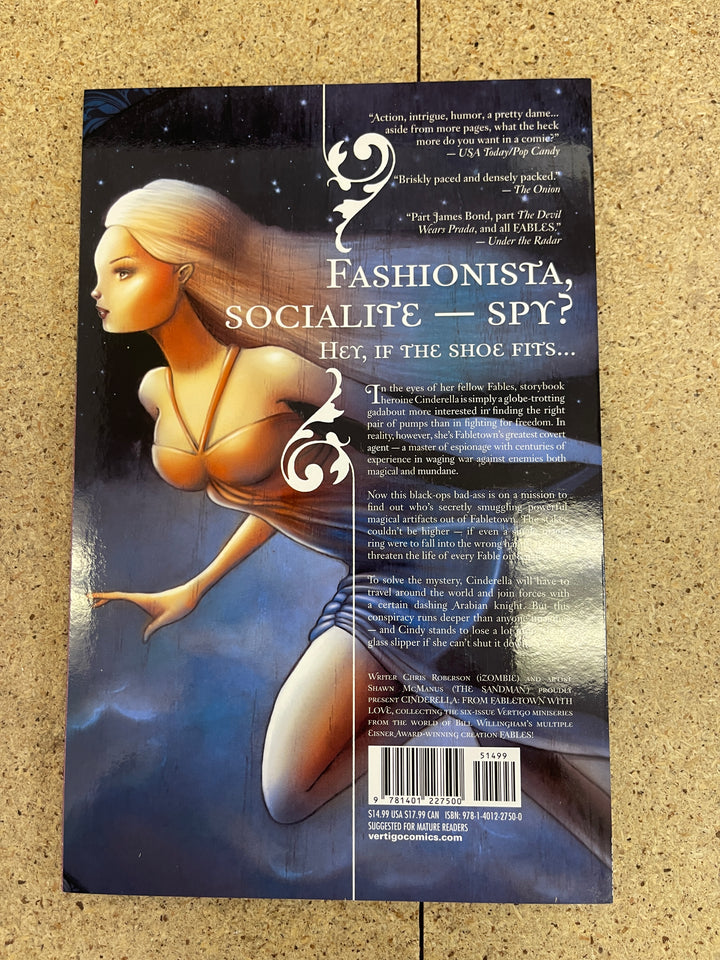 “Action, intrigue, humor, a pretty dame...
aside from more pages, what the heck
more do you want in a comic?”
— USA Today/Pop Candy
“Briskly paced and densely packed.”
— The Onion
“Part James Bond, part The Devil
Wears Prada, and all FABLES.”
— Under the Radar
FASHIONISTA,
SOCIALITE — SPY?
HEY, IF THE SHOE FITS...
In the eyes of her fellow Fables, storybook
heroine Cinderella is simply a globe-trotting
gadabout more interested in finding the right
pair of pumps than in fighting for freedom. In
reality, however, she's Fabletown's greatest covert
agent — a master of espionage with centuries of
experience in waging war against enemies both
magical and mundane.
Now this black-ops bad-ass is on a mission to
find out who's secretly smuggling powerful
magical artifacts out of Fabletown. The
couldn't be higher — if even a
ring were to fall into the wrong
threaten the life of every Fable on
To solve the mystery, Cinderella will have to
travel around the world and join forces with
a certain dashing Arabian knight. But this
conspiracy runs deeper than anyone
— and Cindy stands to lose a lot
glass slipper if she can't shut it
WRITER CHRIS ROBERSON (iZOMBIE) AND ARTIST
SHAWN MCMANUS (THE SANDMAN) PROUDLY
PRESENT CINDERELLA: FROM FABLETOWN WITH
LOVE, COLLECTING THE SIX-ISSUE VERTIGO MINISERIES
FROM THE WORLD OF BILL WILLINGHAM'S MULTIPLE
EISNER AWARD-WINNING CREATION FABLES!
51499
9 781401 227500
$14.99 USA $17.99 CAN ISBN: 978-1-4012-2750-0
SUGGESTED FOR MATURE READERS
vertigocomics.com